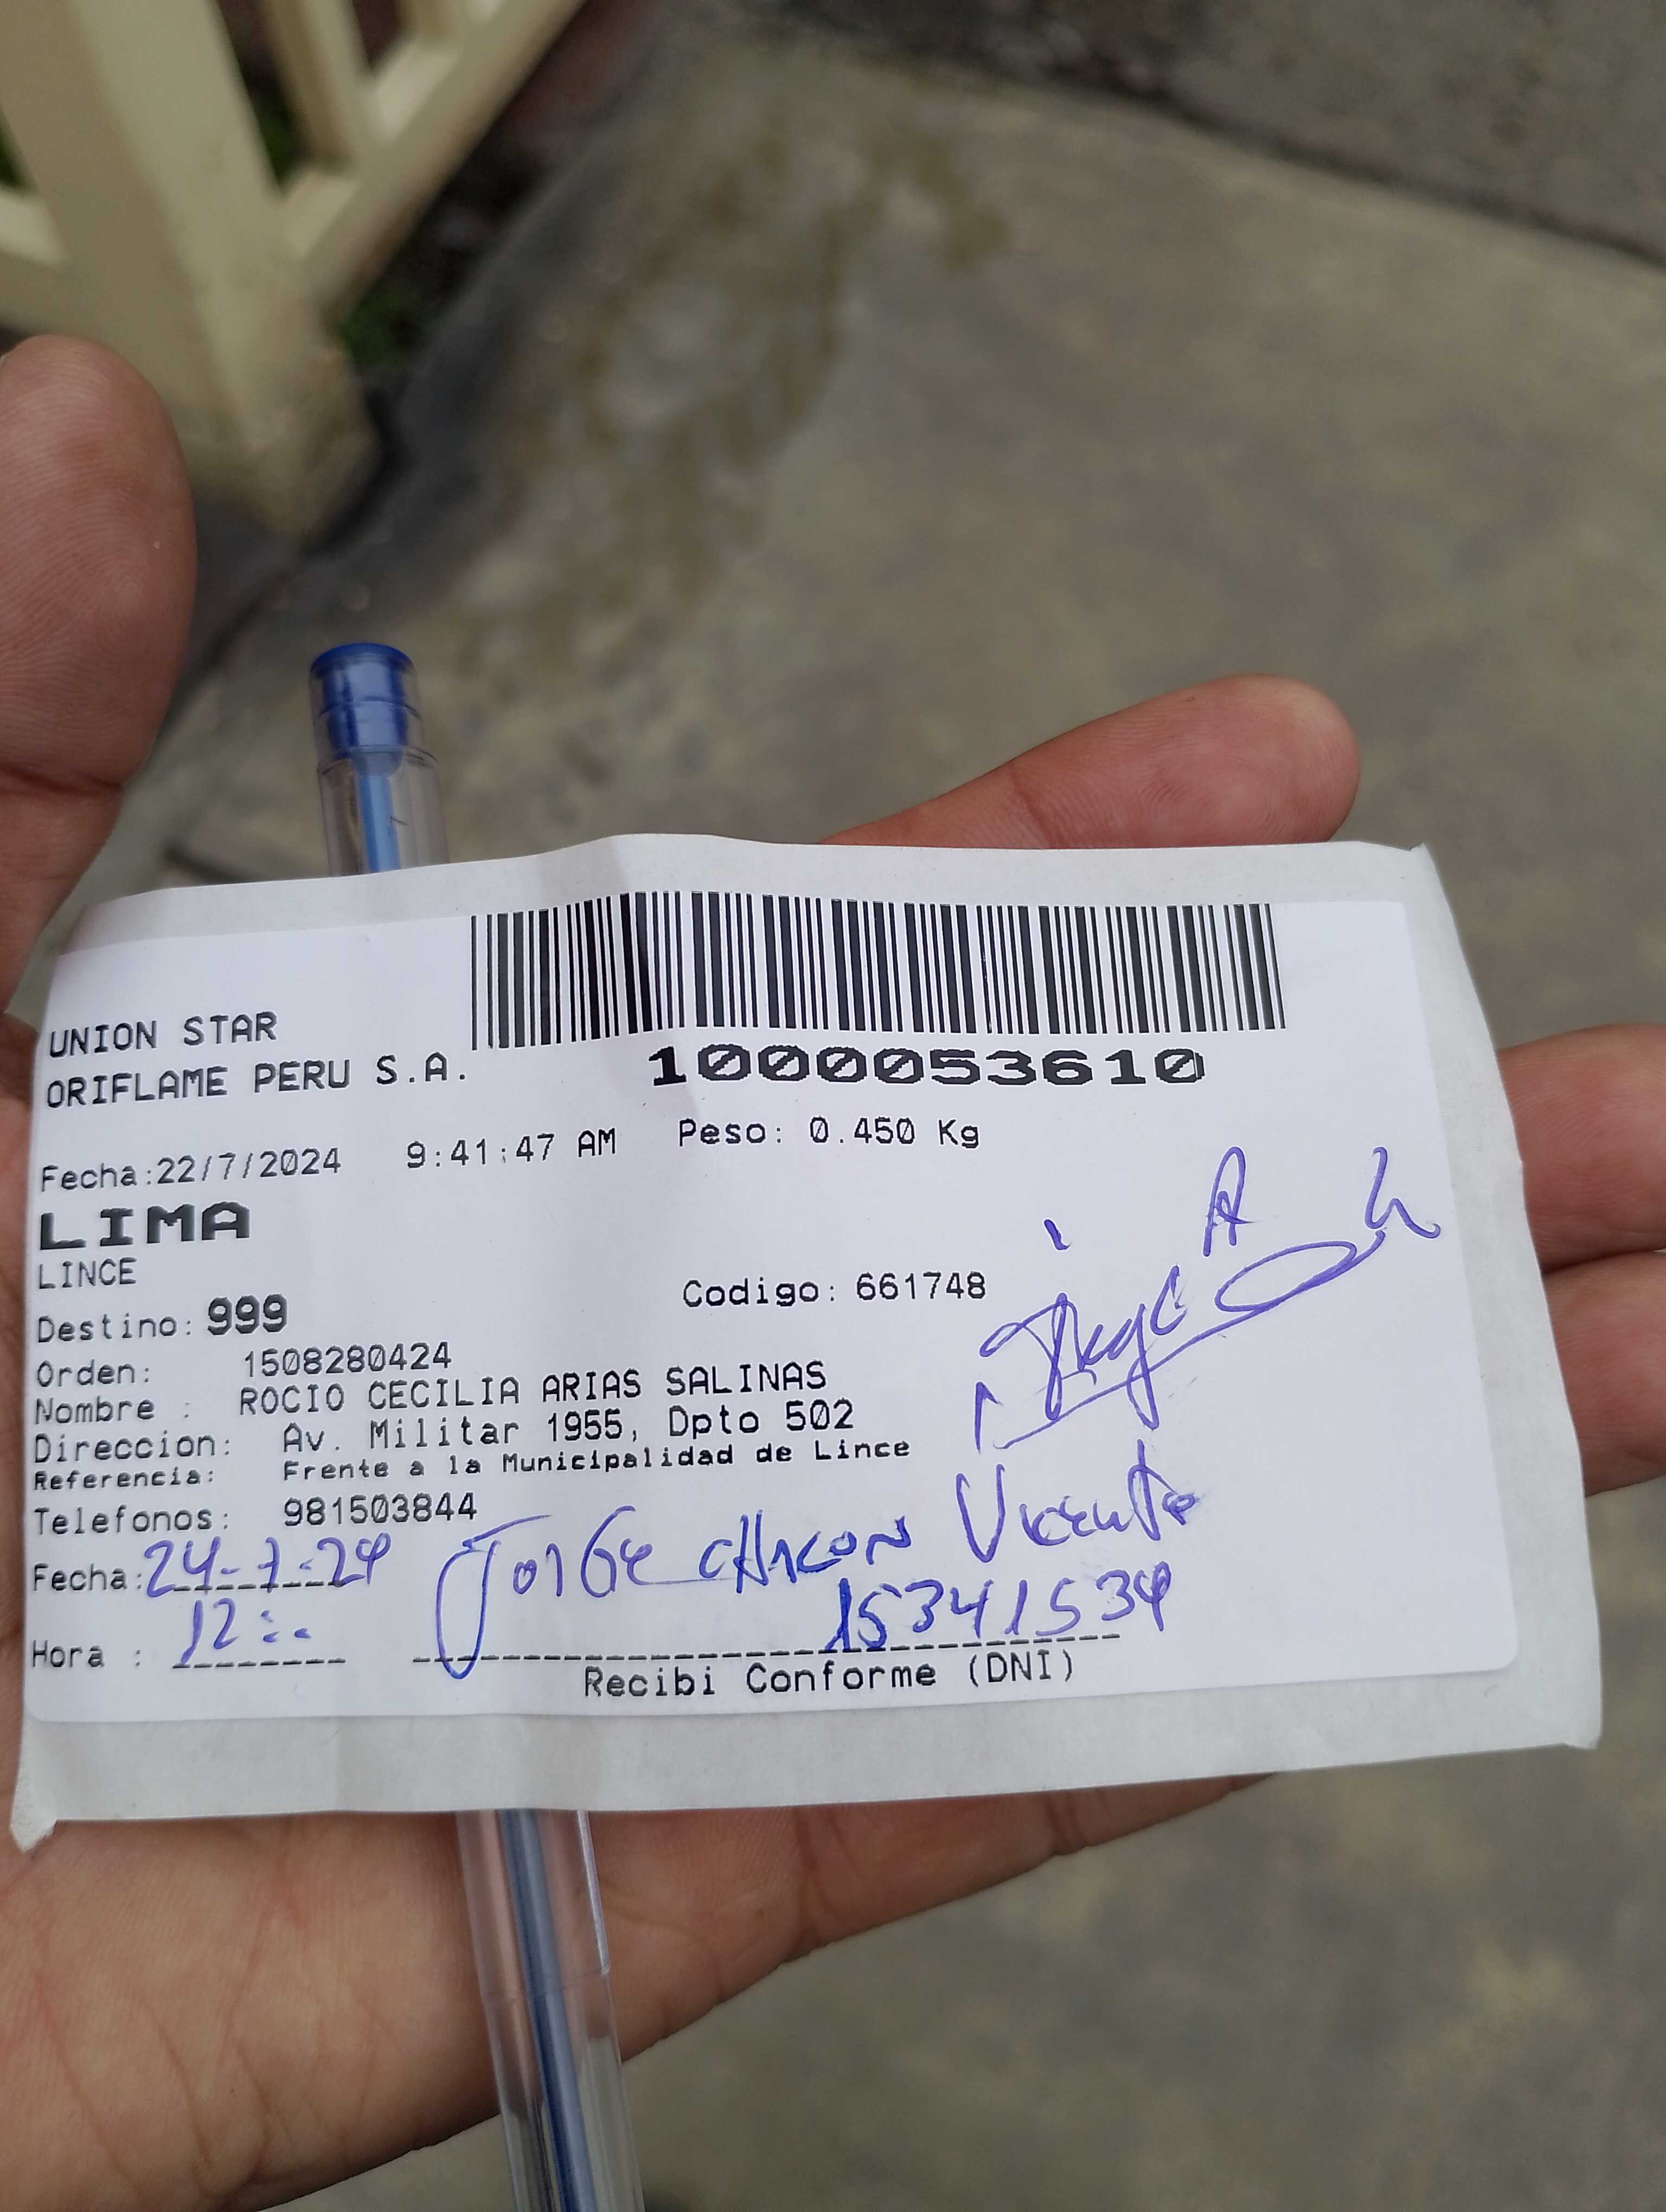 UNION STAR
ORIFLAME PERU S.A.
1000053610
Fecha:22/7/2024 9:41:47 AM Peso: 0.450 Kg
LIMA
LINCE
Destino: 999 Codigo: 661748
Orden: 1508280424
Nombre : ROCIO CECILIA ARIAS SALINAS
Direccion: Av. Militar 1955, Dpto 502
Referencia: Frente a la Municipalidad de Lince
Telefonos: 981503844
Fecha: 24-7-24 JORGE CHACON Vicente
Hora : 12:.. 15341534
Recibi Conforme (DNI)